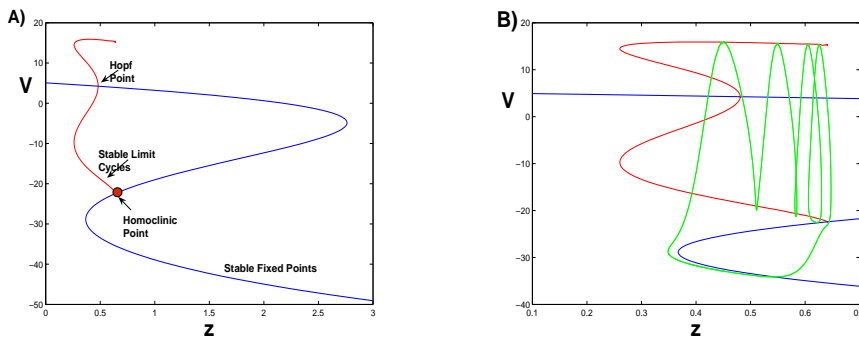 A)
20
10
0
−10
−20
−30
−40
−50
V
Hopf
Point
Stable Limit
Cycles
Homoclinic
Point
Stable Fixed Points
0
0.5
1
1.5
2
2.5
3
z
B)
20
10
0
−10
−20
−30
−40
V
0.1
0.2
0.3
0.4
0.5
0.6
z